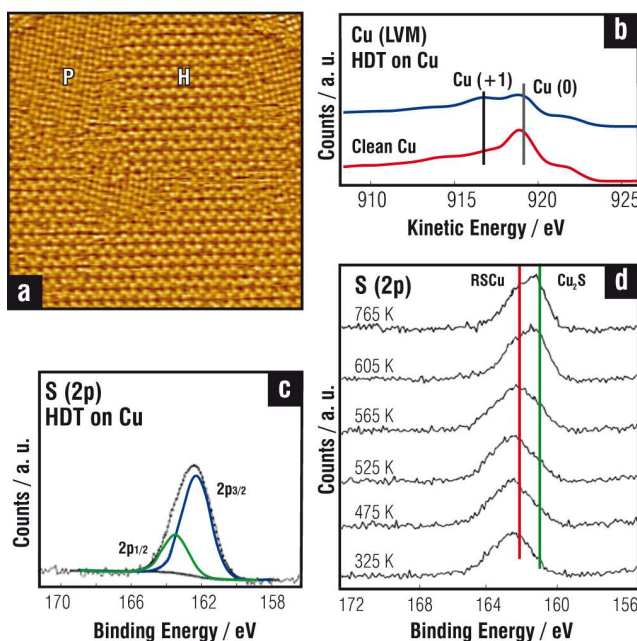 P
H
a
b
Cu (LVM)
HDT on Cu
Cu (+1)
Cu (0)
Clean Cu
Counts / a. u.
910
915
920
925
Kinetic Energy / eV
c
S (2p)
HDT on Cu
2p3/2
2p1/2
Counts / a. u.
170
166
162
158
Binding Energy / eV
d
S (2p)
RSCu
Cu₂S
765 K
605 K
565 K
525 K
475 K
325 K
Counts / a. u.
172
168
164
160
156
Binding Energy / eV